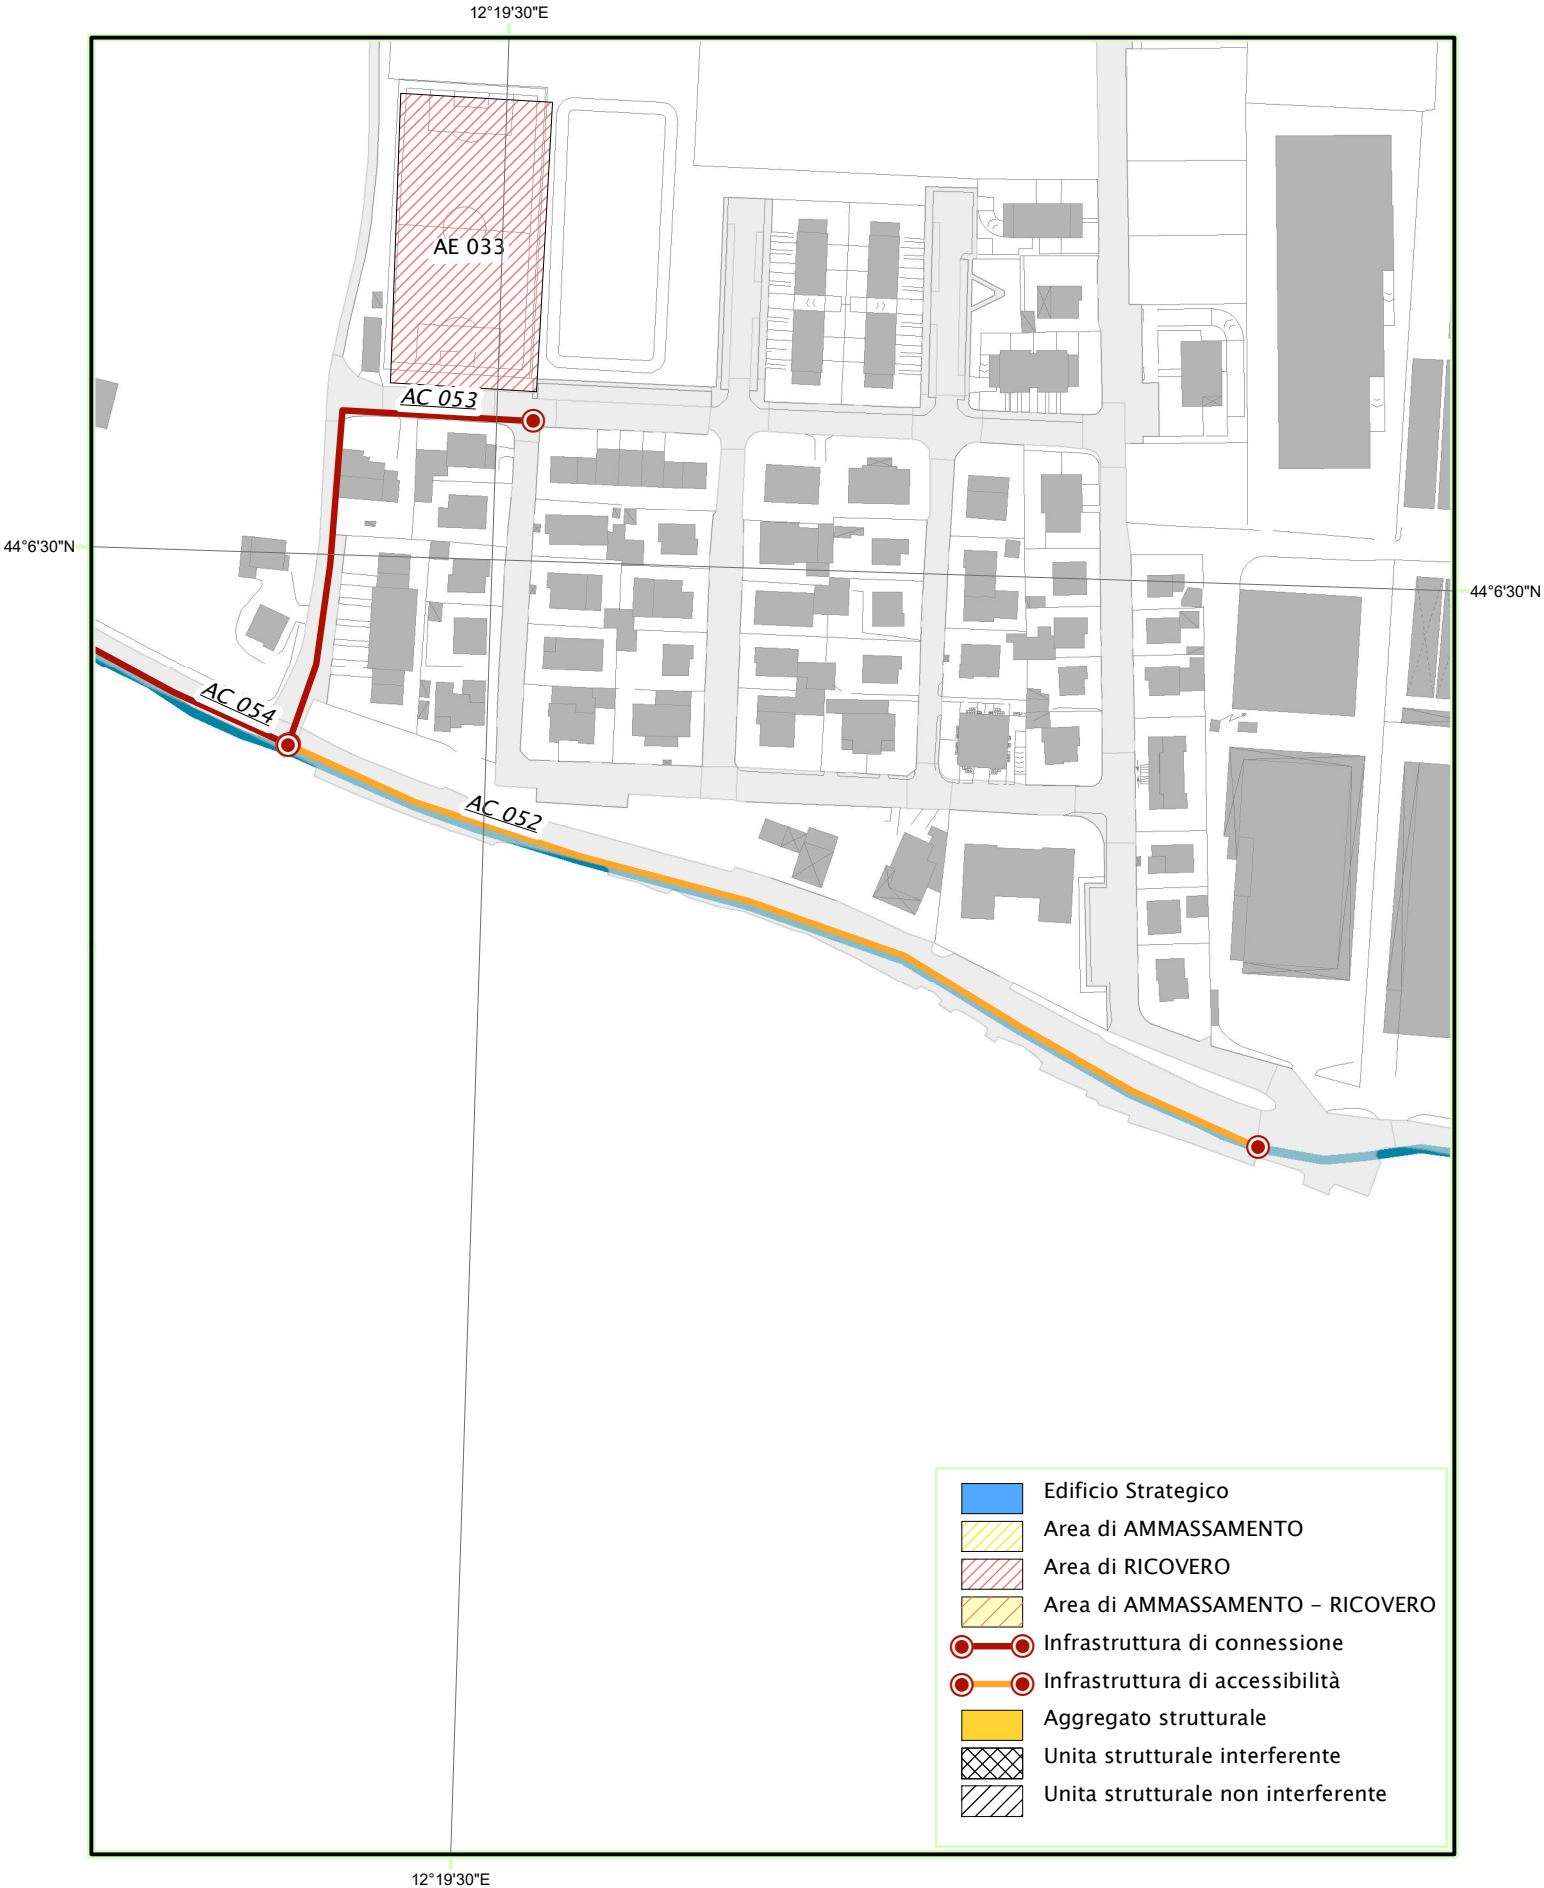 12°19'30"E
AE 033
AC 053
44°6'30"N
44°6'30"N
AC 054
AC 052
Edificio Strategico
Area di AMMASSAMENTO
Area di RICOVERO
Area di AMMASSAMENTO - RICOVERO
Infrastruttura di connessione
Infrastruttura di accessibilità
Aggregato strutturale
Unita strutturale interferente
Unita strutturale non interferente
12°19'30"E